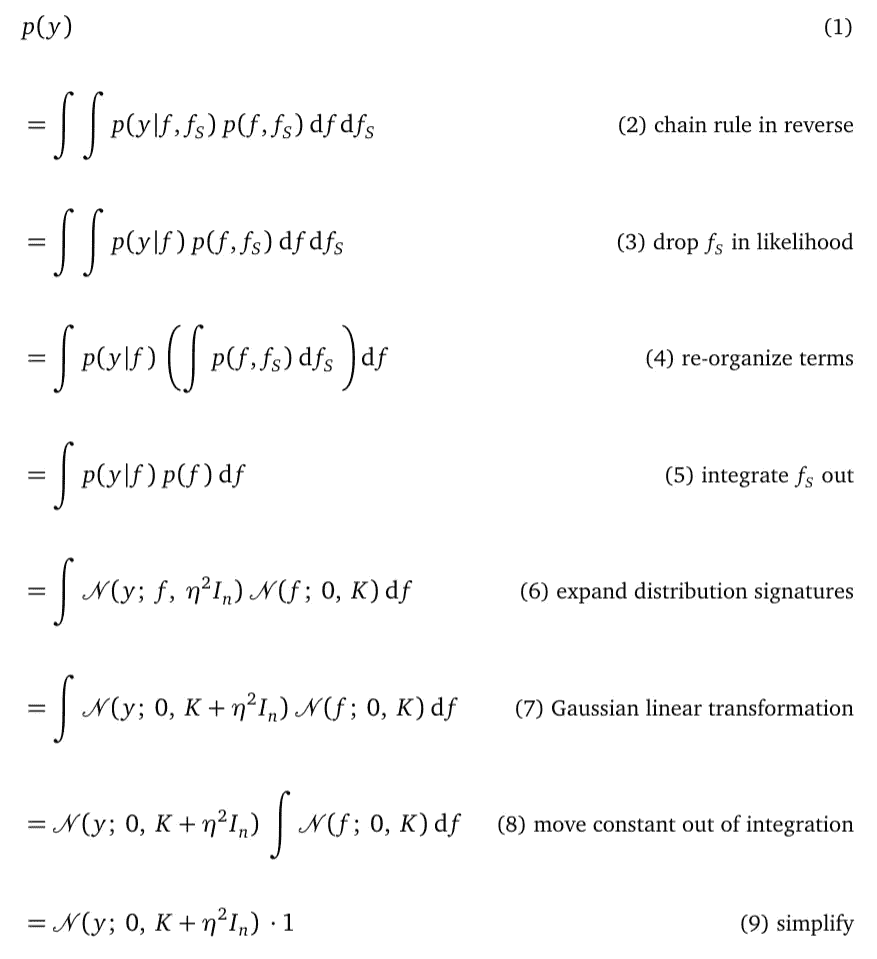 p(y) (1)
= ∫ ∫ p(y|f, f_S) p(f, f_S) df df_S (2) chain rule in reverse
= ∫ ∫ p(y|f) p(f, f_S) df df_S (3) drop f_S in likelihood
= ∫ p(y|f) (∫ p(f, f_S) df_S) df (4) re-organize terms
= ∫ p(y|f) p(f) df (5) integrate f_S out
= ∫ 𝒩(y; f, η²I_n) 𝒩(f; 0, K) df (6) expand distribution signatures
= ∫ 𝒩(y; 0, K + η²I_n) 𝒩(f; 0, K) df (7) Gaussian linear transformation
= 𝒩(y; 0, K + η²I_n) ∫ 𝒩(f; 0, K) df (8) move constant out of integration
= 𝒩(y; 0, K + η²I_n) · 1 (9) simplify